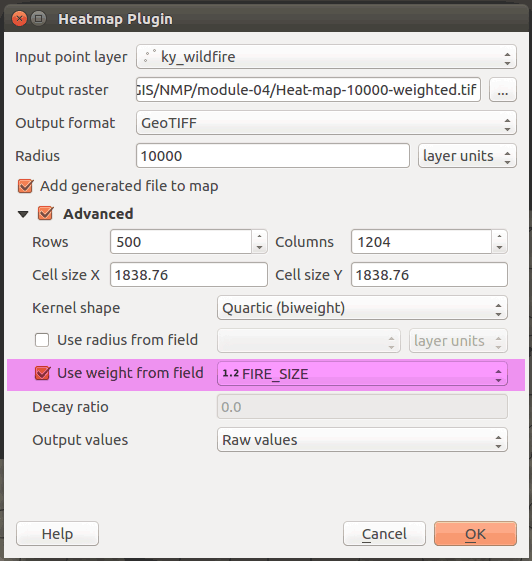 Heatmap Plugin
Input point layer ky_wildfire
Output raster GIS/NMP/module-04/Heat-map-10000-weighted.tif ...
Output format GeoTIFF
Radius 10000 layer units
Add generated file to map
Advanced
Rows 500 Columns 1204
Cell size X 1838.76 Cell size Y 1838.76
Kernel shape Quartic (biweight)
Use radius from field layer units
Use weight from field 1.2 FIRE_SIZE
Decay ratio 0.0
Output values Raw values
Help Cancel OK